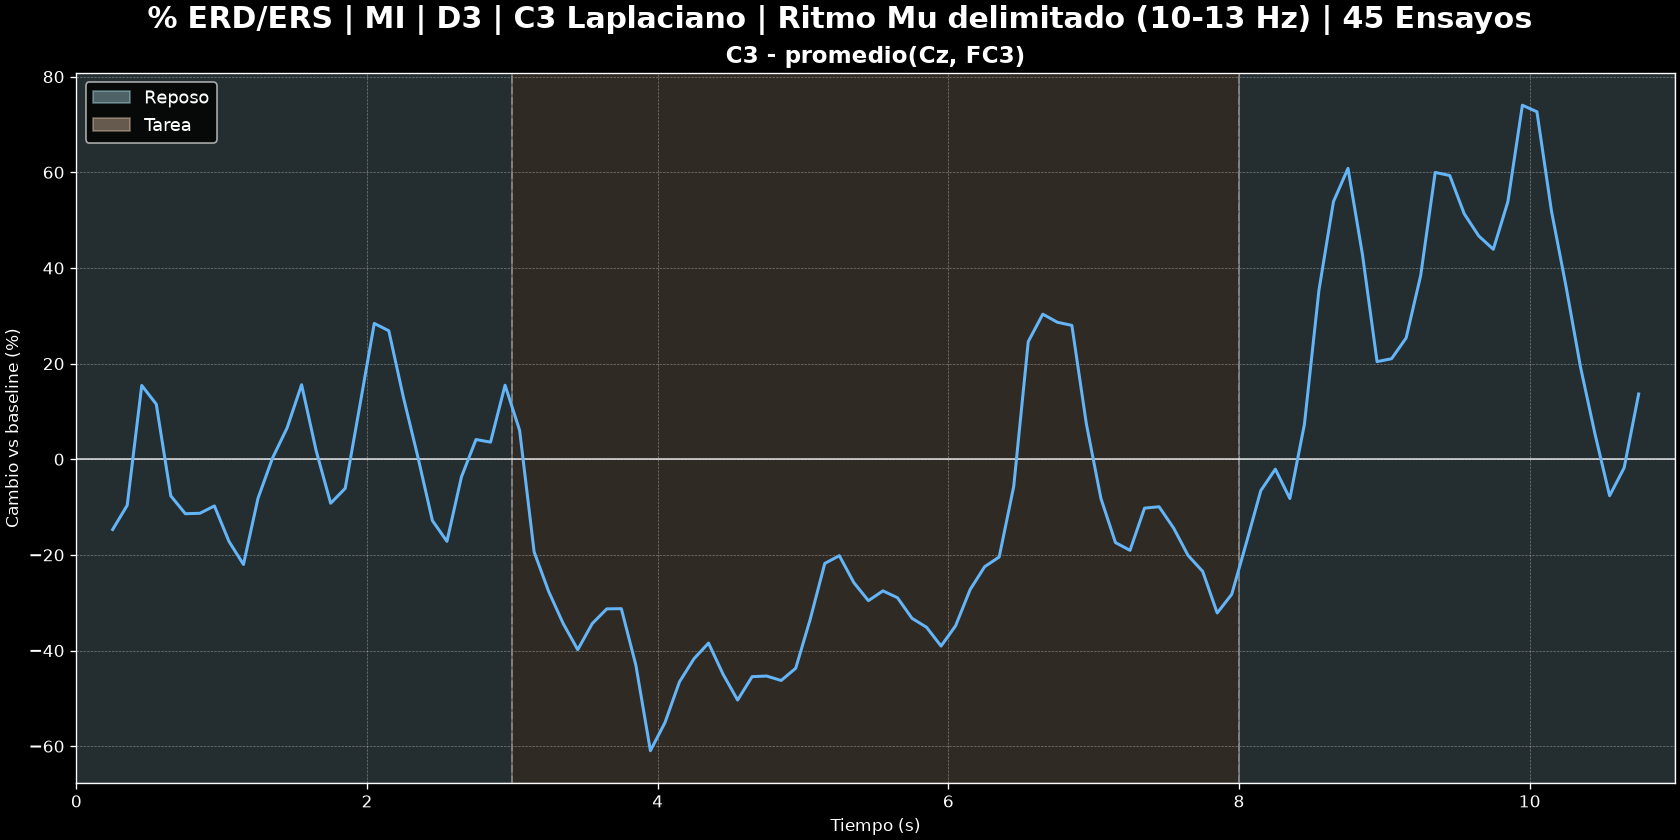 % ERD/ERS | MI | D3 | C3 Laplaciano | Ritmo Mu delimitado (10-13 Hz) | 45 Ensayos
C3 - promedio(Cz, FC3)
Reposo
Tarea
Cambio vs baseline (%)
80
60
40
20
0
−20
−40
−60
0
2
4
6
8
10
Tiempo (s)